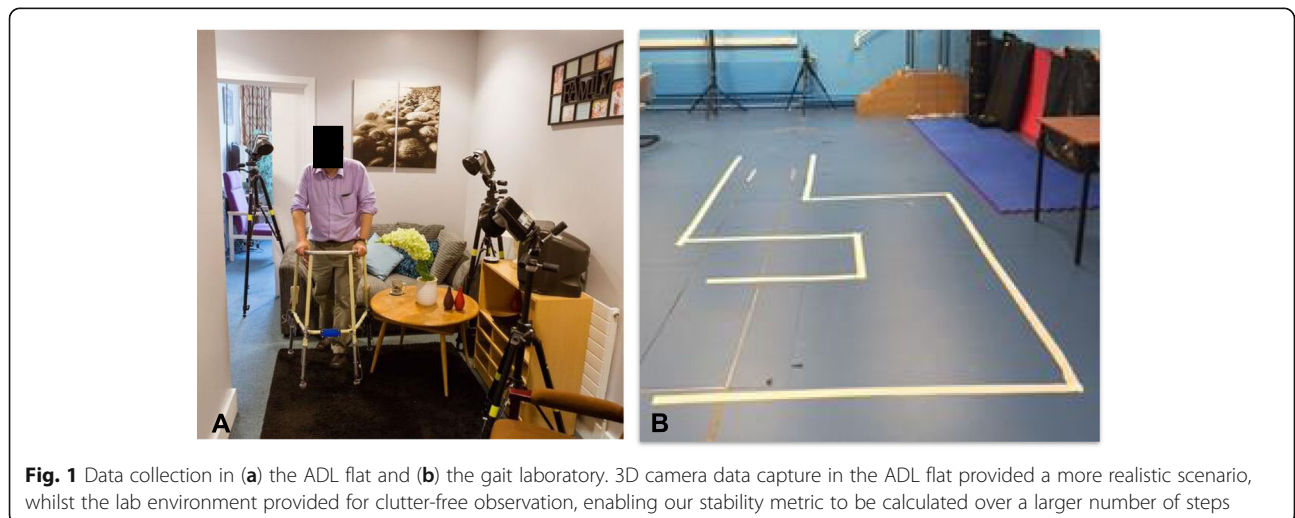 FAMILY
A
B
Fig. 1 Data collection in (a) the ADL flat and (b) the gait laboratory. 3D camera data capture in the ADL flat provided a more realistic scenario,
whilst the lab environment provided for clutter-free observation, enabling our stability metric to be calculated over a larger number of steps